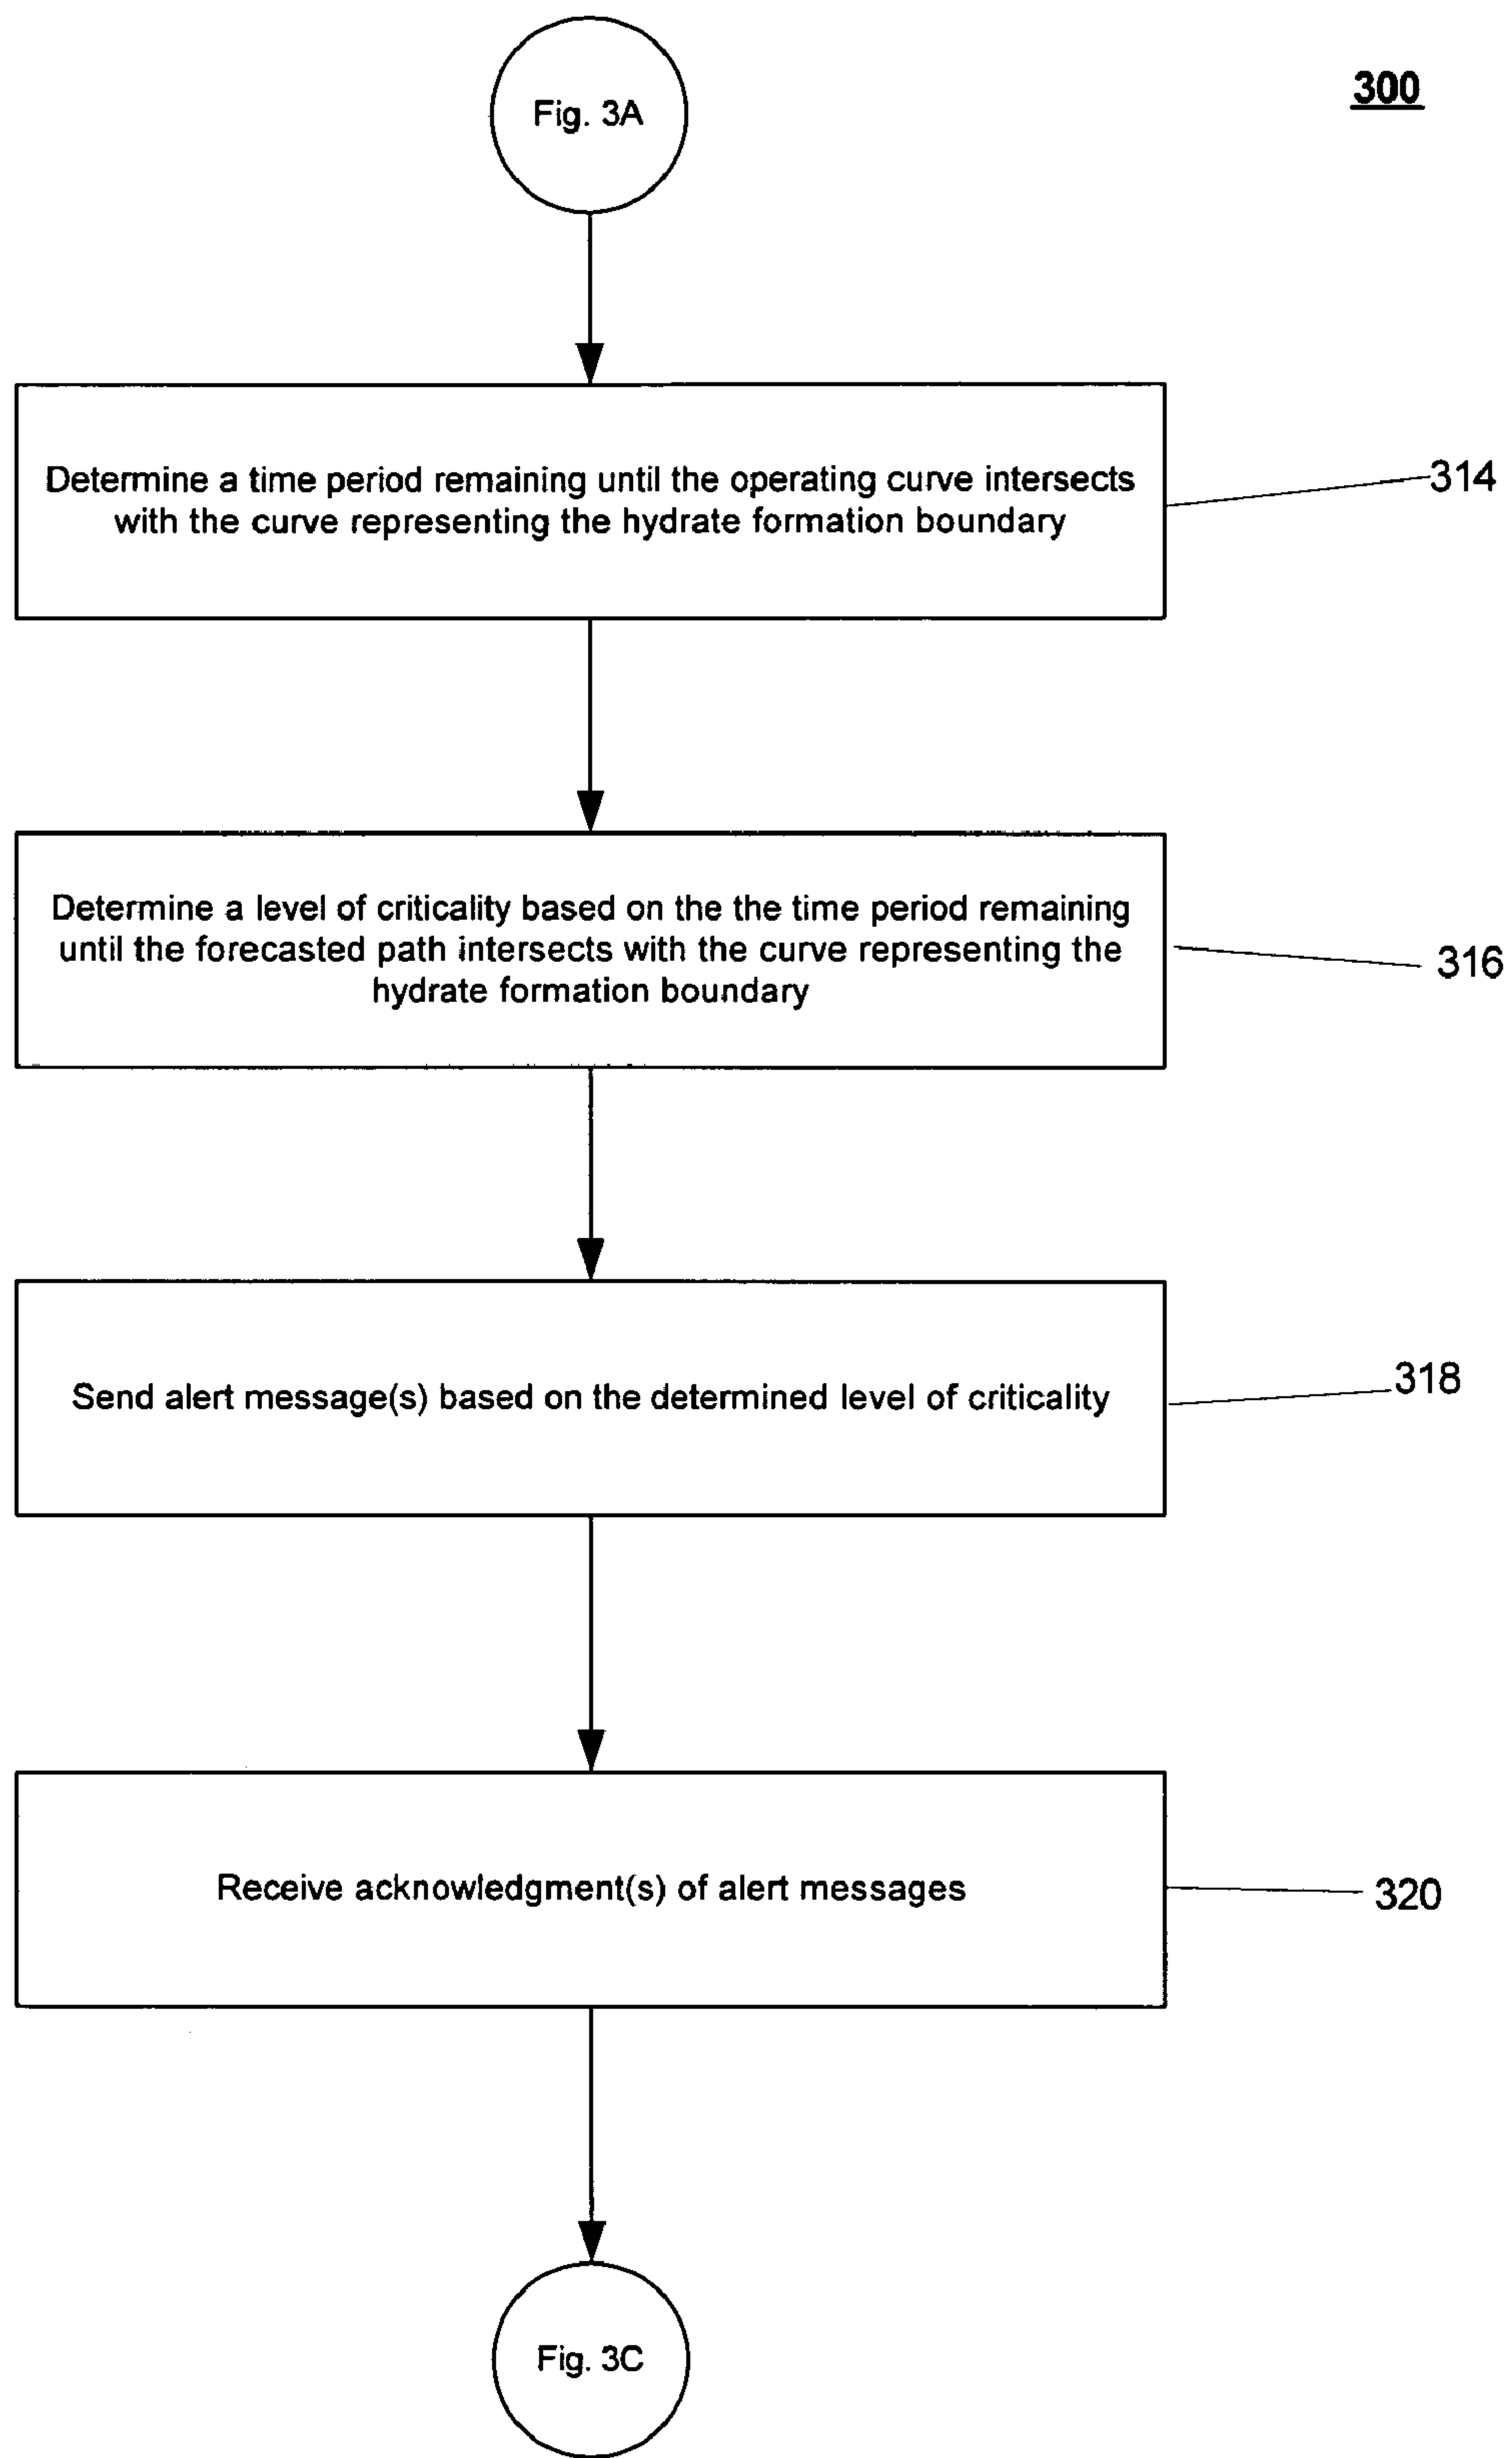 Fig. 3A
300
Determine a time period remaining until the operating curve intersects
with the curve representing the hydrate formation boundary
314
Determine a level of criticality based on the the time period remaining
until the forecasted path intersects with the curve representing the
hydrate formation boundary
316
Send alert message(s) based on the determined level of criticality
318
Receive acknowledgment(s) of alert messages
320
Fig. 3C